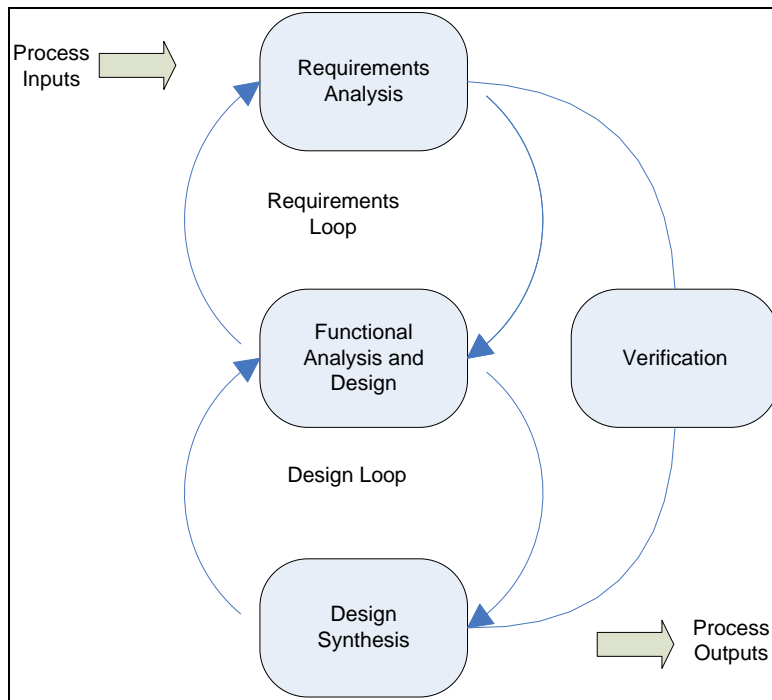 Process
Inputs
Requirements
Analysis
Requirements
Loop
Functional
Analysis and
Design
Verification
Design Loop
Design
Synthesis
Process
Outputs